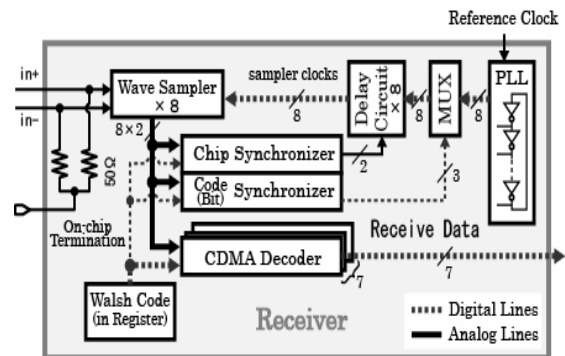 Reference Clock
in+
in−
Wave Sampler
× 8
sampler clocks
8
Delay
Circuit
× 8
8
MUX
8
PLL
8×2
50Ω
Chip Synchronizer
2
Code
(Bit)
Synchronizer
3
On-chip
Termination
CDMA Decoder
7
Receive Data
7
Walsh Code
(in Register)
Receiver
Digital Lines
Analog Lines